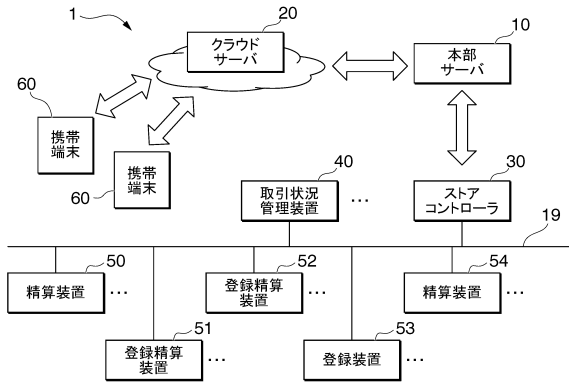 1
20
クラウド
サーバ
10
本部
サーバ
60
携帯
端末
60
携帯
端末
40
取引状況
管理装置
…
30
ストア
コントローラ
19
50
精算装置
…
52
登録精算
装置
…
54
精算装置
…
51
登録精算
装置
…
53
登録装置
…